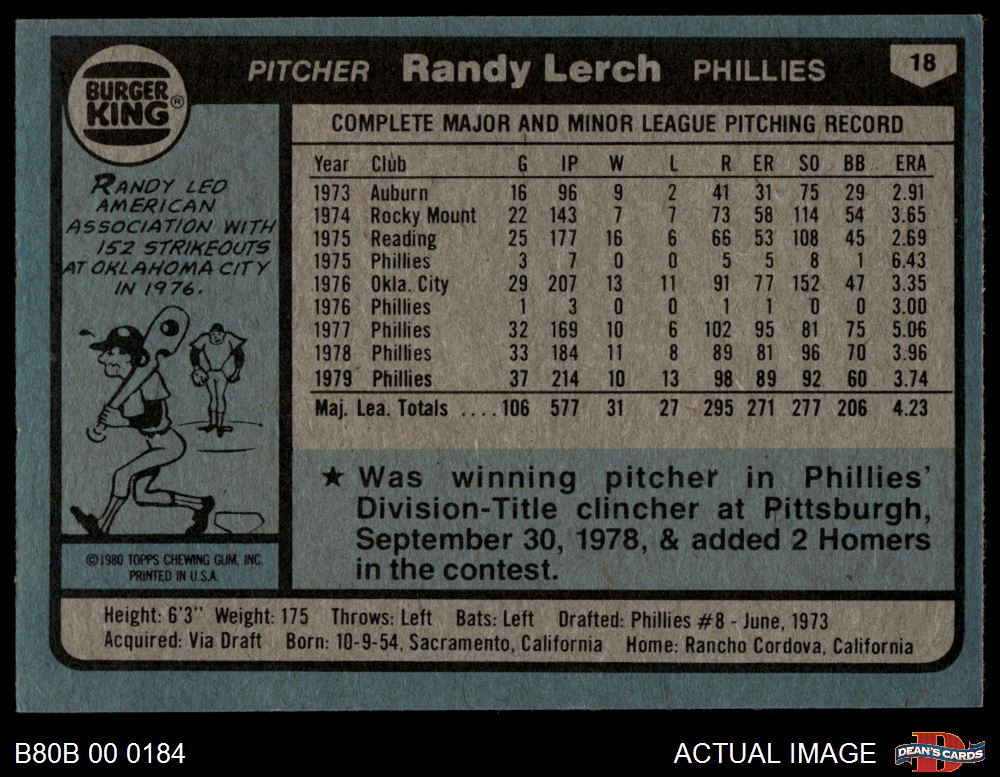 BURGER
KING®
PITCHER Randy Lerch PHILLIES 18
COMPLETE MAJOR AND MINOR LEAGUE PITCHING RECORD
Year Club G IP W L R ER SO BB ERA
1973 Auburn 16 96 9 2 41 31 75 29 2.91
1974 Rocky Mount 22 143 7 7 73 58 114 54 3.65
1975 Reading 25 177 16 6 66 53 108 45 2.69
1975 Phillies 3 7 0 0 5 5 8 1 6.43
1976 Okla. City 29 207 13 11 91 77 152 47 3.35
1976 Phillies 1 3 0 0 1 1 0 0 3.00
1977 Phillies 32 169 10 6 102 95 81 75 5.06
1978 Phillies 33 184 11 8 89 81 96 70 3.96
1979 Phillies 37 214 10 13 98 89 92 60 3.74
Maj. Lea. Totals ....106 577 31 27 295 271 277 206 4.23
RANDY LED
AMERICAN
ASSOCIATION WITH
152 STRIKEOUTS
AT OKLAHOMA CITY
IN 1976.
★ Was winning pitcher in Phillies'
Division-Title clincher at Pittsburgh,
September 30, 1978, & added 2 Homers
in the contest.
©1980 TOPPS CHEWING GUM, INC.
PRINTED IN U.S.A.
Height: 6'3" Weight: 175 Throws: Left Bats: Left Drafted: Phillies #8 - June, 1973
Acquired: Via Draft Born: 10-9-54, Sacramento, California Home: Rancho Cordova, California
B80B 00 0184 ACTUAL IMAGE
D
DEAN'S CARDS